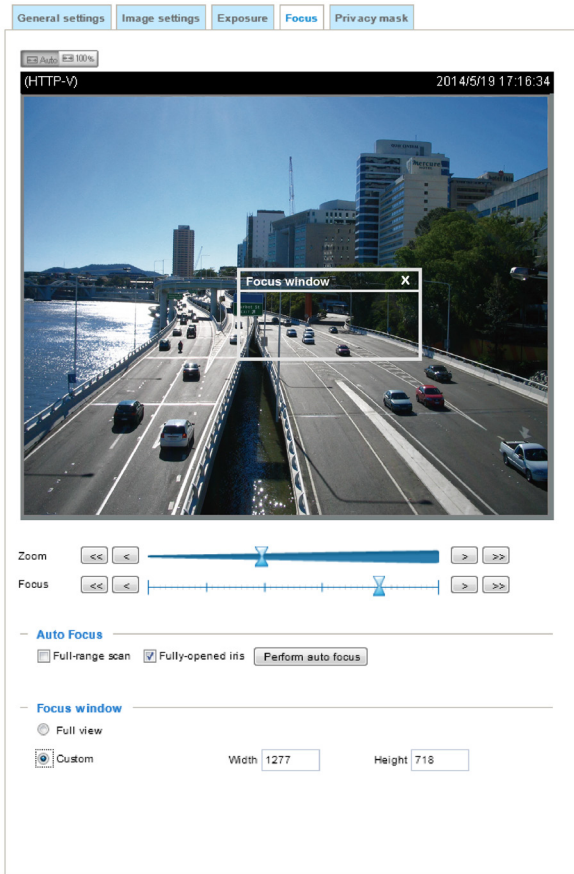 General settings Image settings Exposure Focus Privacy mask
Auto 100%
(HTTP-V) 2014/5/19 17:16:34
Mercure
Focus window X
Zoom << < > >>
Focus << < > >>
Auto Focus
Full-range scan Fully-opened iris Perform auto focus
Focus window
Full view
Custom Width 1277 Height 718